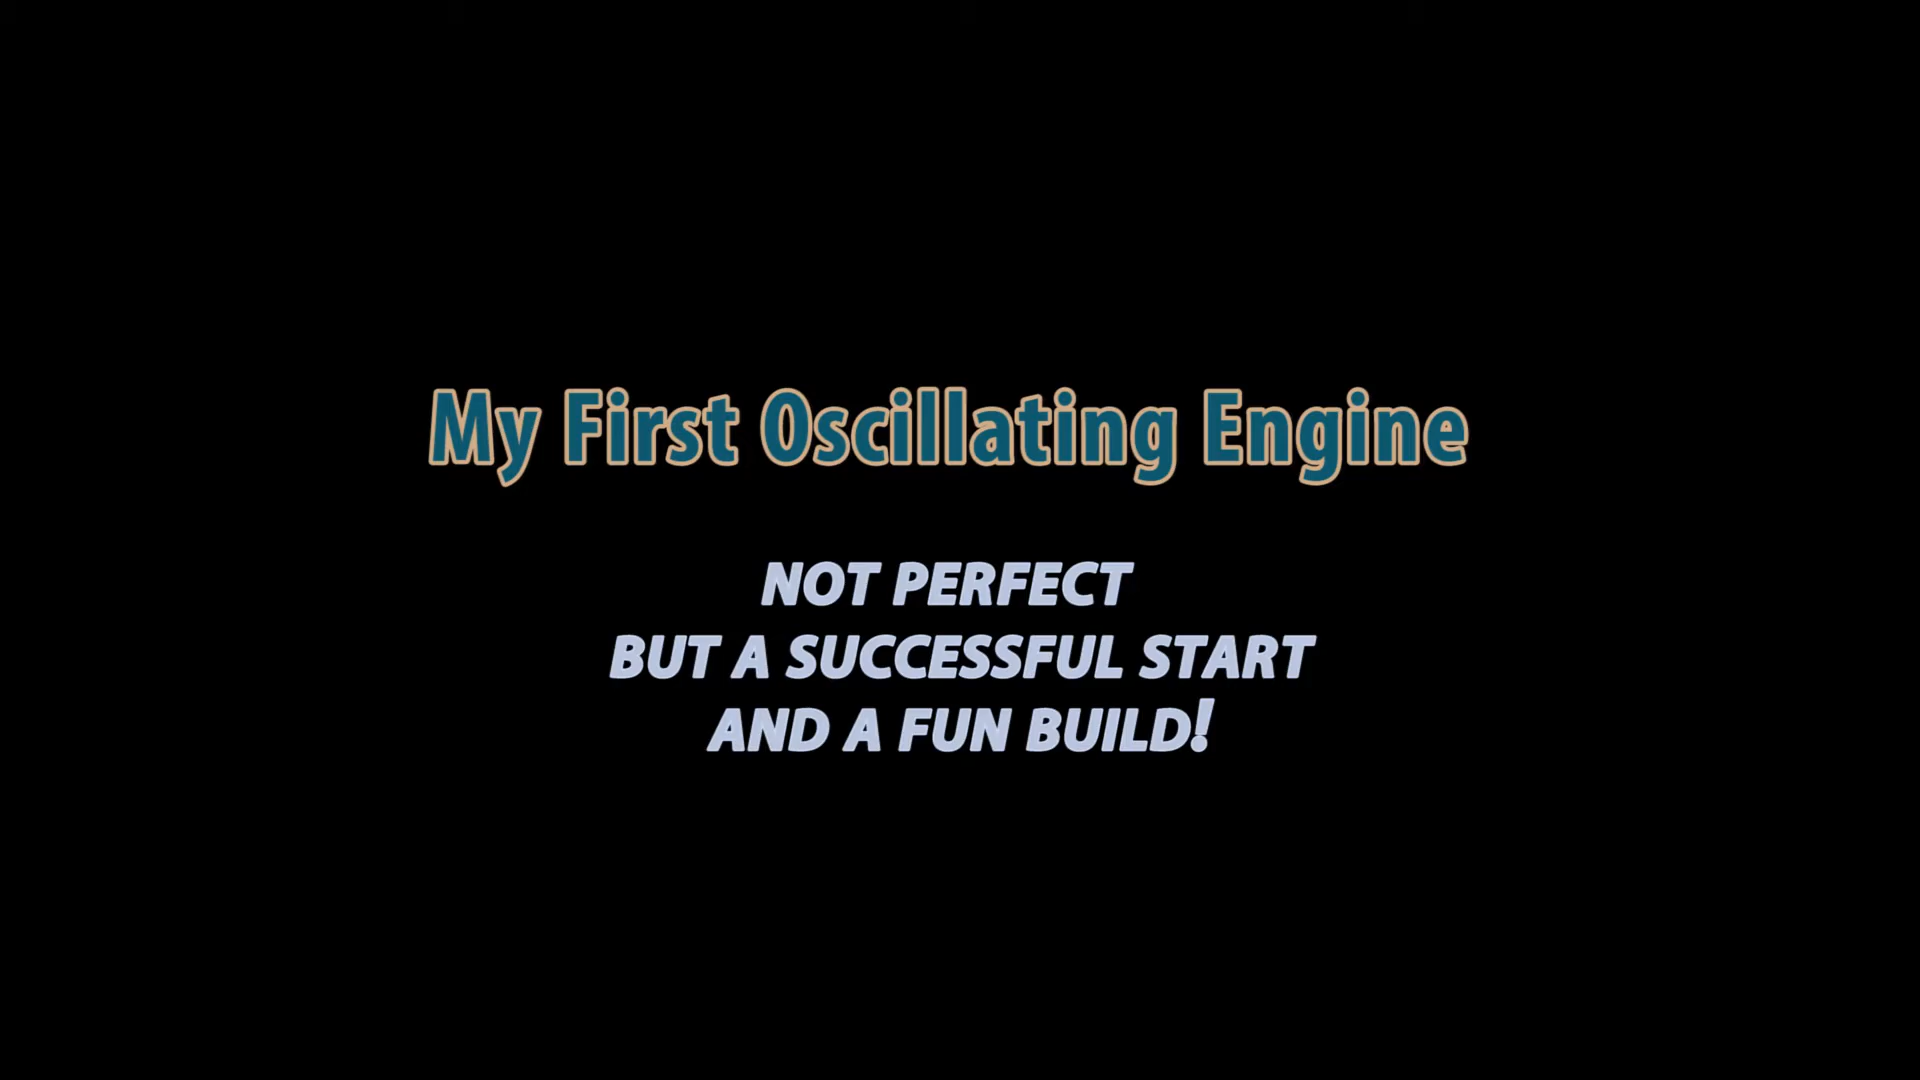 My First Oscillating Engine
NOT PERFECT
BUT A SUCCESSFUL START
AND A FUN BUILD!